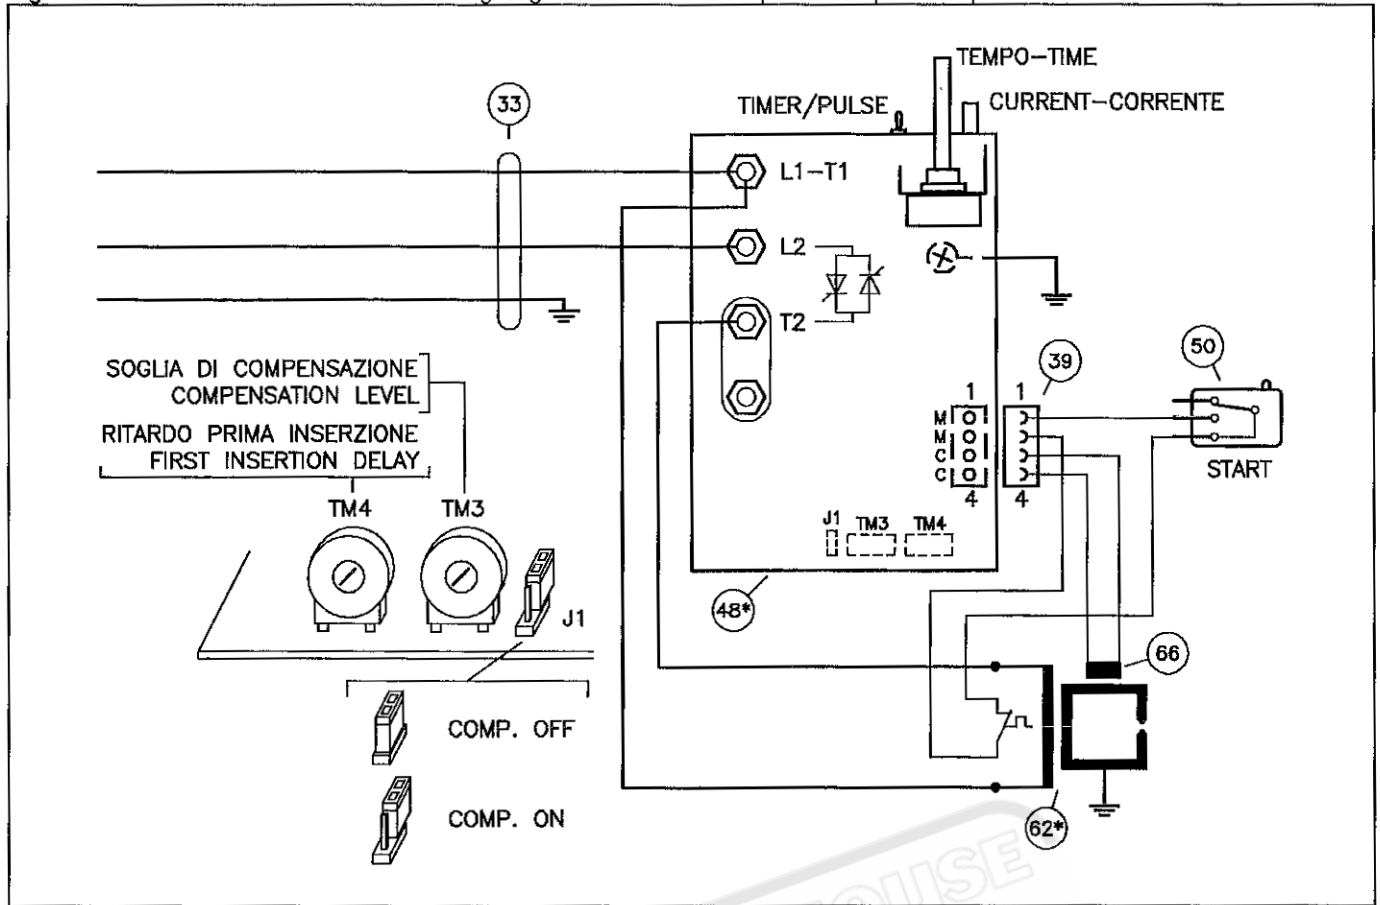 TEMPO-TIME
TIMER/PULSE
CURRENT-CORRENTE
33
L1-T1
L2
T2
SOGLIA DI COMPENSAZIONE
COMPENSATION LEVEL
RITARDO PRIMA INSERZIONE
FIRST INSERTION DELAY
TM4
TM3
J1
COMP. OFF
COMP. ON
1
M
M
C
C
4
1
4
39
50
START
J1
TM3
TM4
48*
66
62*
HOUSE